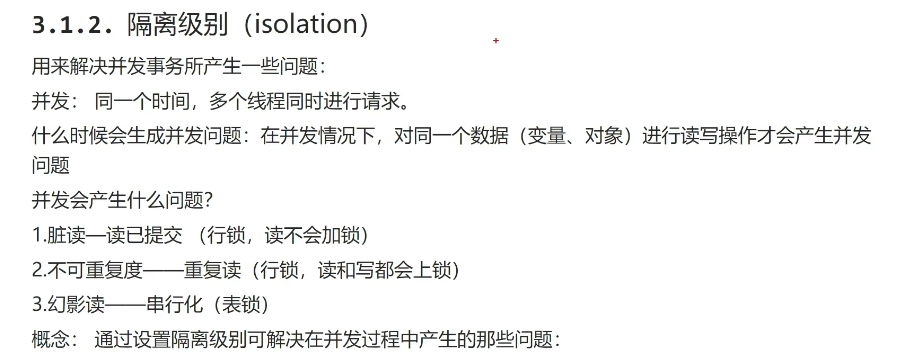 3.1.2. 隔离级别（isolation）
用来解决并发事务所产生一些问题：
并发： 同一个时间，多个线程同时进行请求。
什么时候会生成并发问题：在并发情况下，对同一个数据（变量、对象）进行读写操作才会产生并发
问题
并发会产生什么问题？
1.脏读—读已提交 （行锁，读不会加锁）
2.不可重复度——重复读（行锁，读和写都会上锁）
3.幻影读——串行化（表锁）
概念： 通过设置隔离级别可解决在并发过程中产生的那些问题：